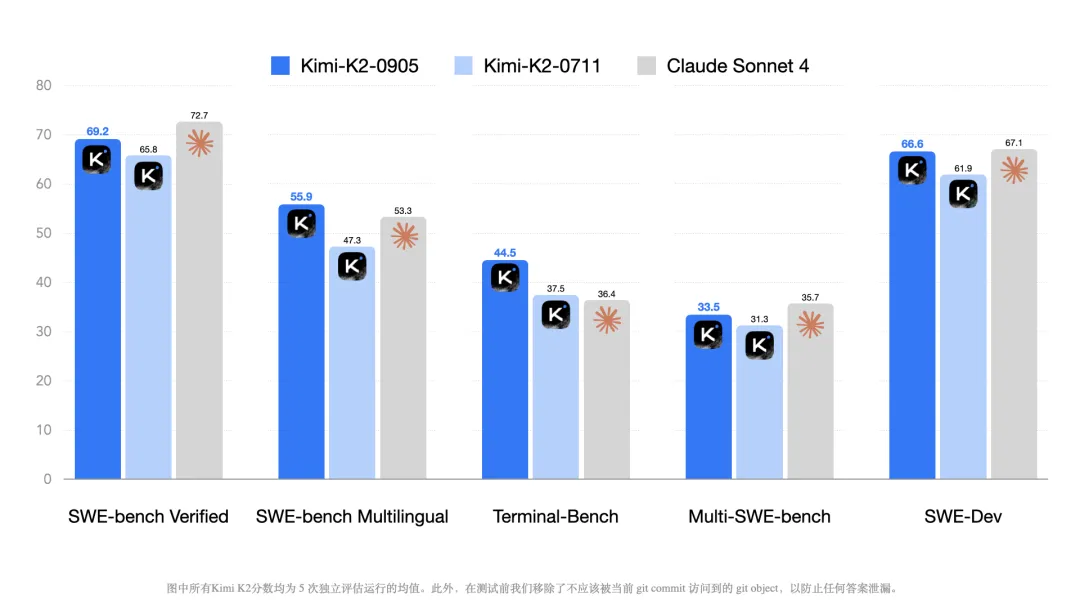 Kimi-K2-0905 Kimi-K2-0711 Claude Sonnet 4
80
70
60
50
40
30
20
10
0
69.2 65.8 72.7
55.9 47.3 53.3
44.5 37.5 36.4
33.5 31.3 35.7
66.6 61.9 67.1
K K K K K K K K K K
SWE-bench Verified SWE-bench Multilingual Terminal-Bench Multi-SWE-bench SWE-Dev
图中所有Kimi K2分数均为 5 次独立评估运行的均值。此外，在测试前我们移除了不应该被当前 git commit 访问到的 git object，以防止任何答案泄漏。